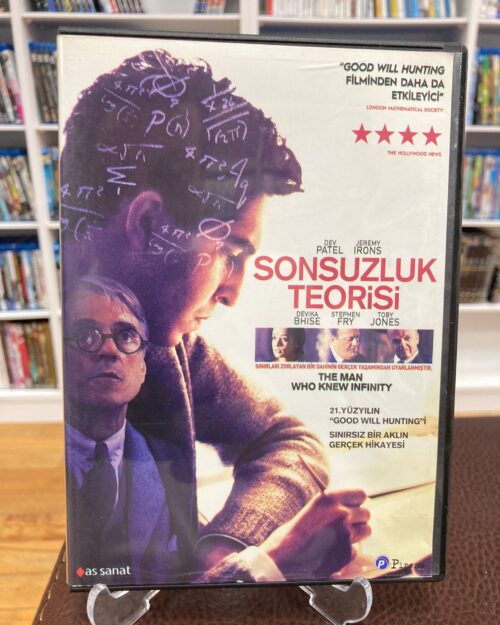 "GOOD WILL HUNTING
FİLMİNDEN DAHA DA
ETKİLEYİCİ"
LONDON MATHEMATICAL SOCIETY
THE HOLLYWOOD NEWS
DEV PATEL
JEREMY IRONS
SONSUZLUK
TEORİSİ
DEVIKA BHISE
STEPHEN FRY
TOBY JONES
SINIRLARI ZORLAYAN BİR DAHİNİN GERÇEK YAŞAMINDAN UYARLANMIŞTIR.
THE MAN
WHO KNEW INFINITY
21.YÜZYILIN
"GOOD WILL HUNTING"İ
SINIRSIZ BİR AKLIN
GERÇEK HİKAYESİ
as sanat